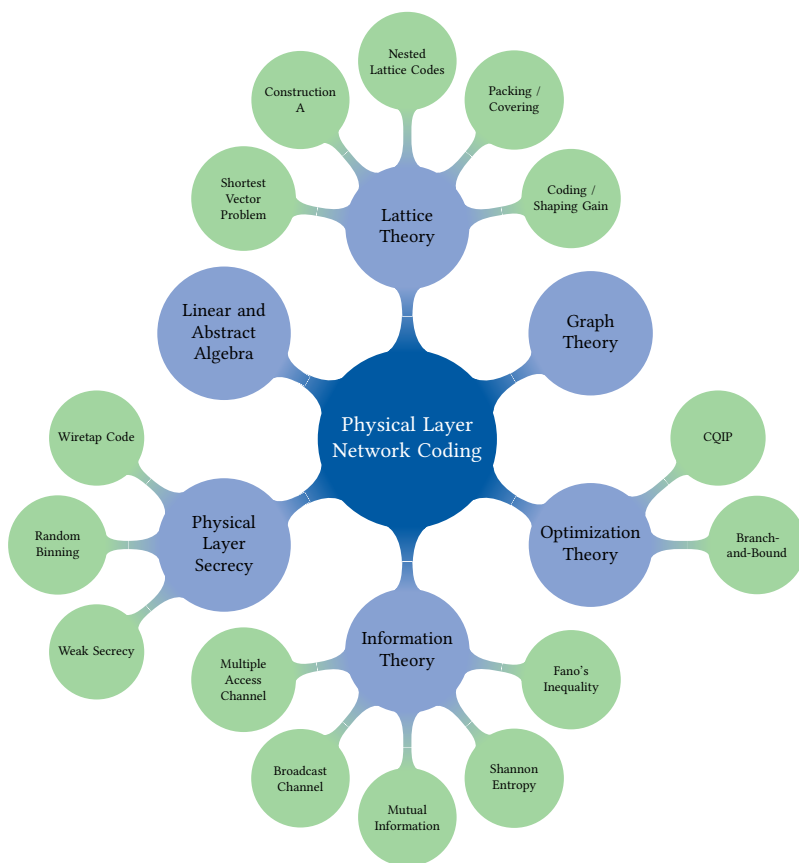 Nested
Lattice Codes
Construction
A
Packing /
Covering
Shortest
Vector
Problem
Coding /
Shaping Gain
Lattice
Theory
Linear and
Abstract
Algebra
Graph
Theory
Physical Layer
Network Coding
Wiretap Code
CQIP
Random
Binning
Physical
Layer
Secrecy
Optimization
Theory
Branch-
and-Bound
Weak Secrecy
Information
Theory
Multiple
Access
Channel
Fano's
Inequality
Broadcast
Channel
Shannon
Entropy
Mutual
Information